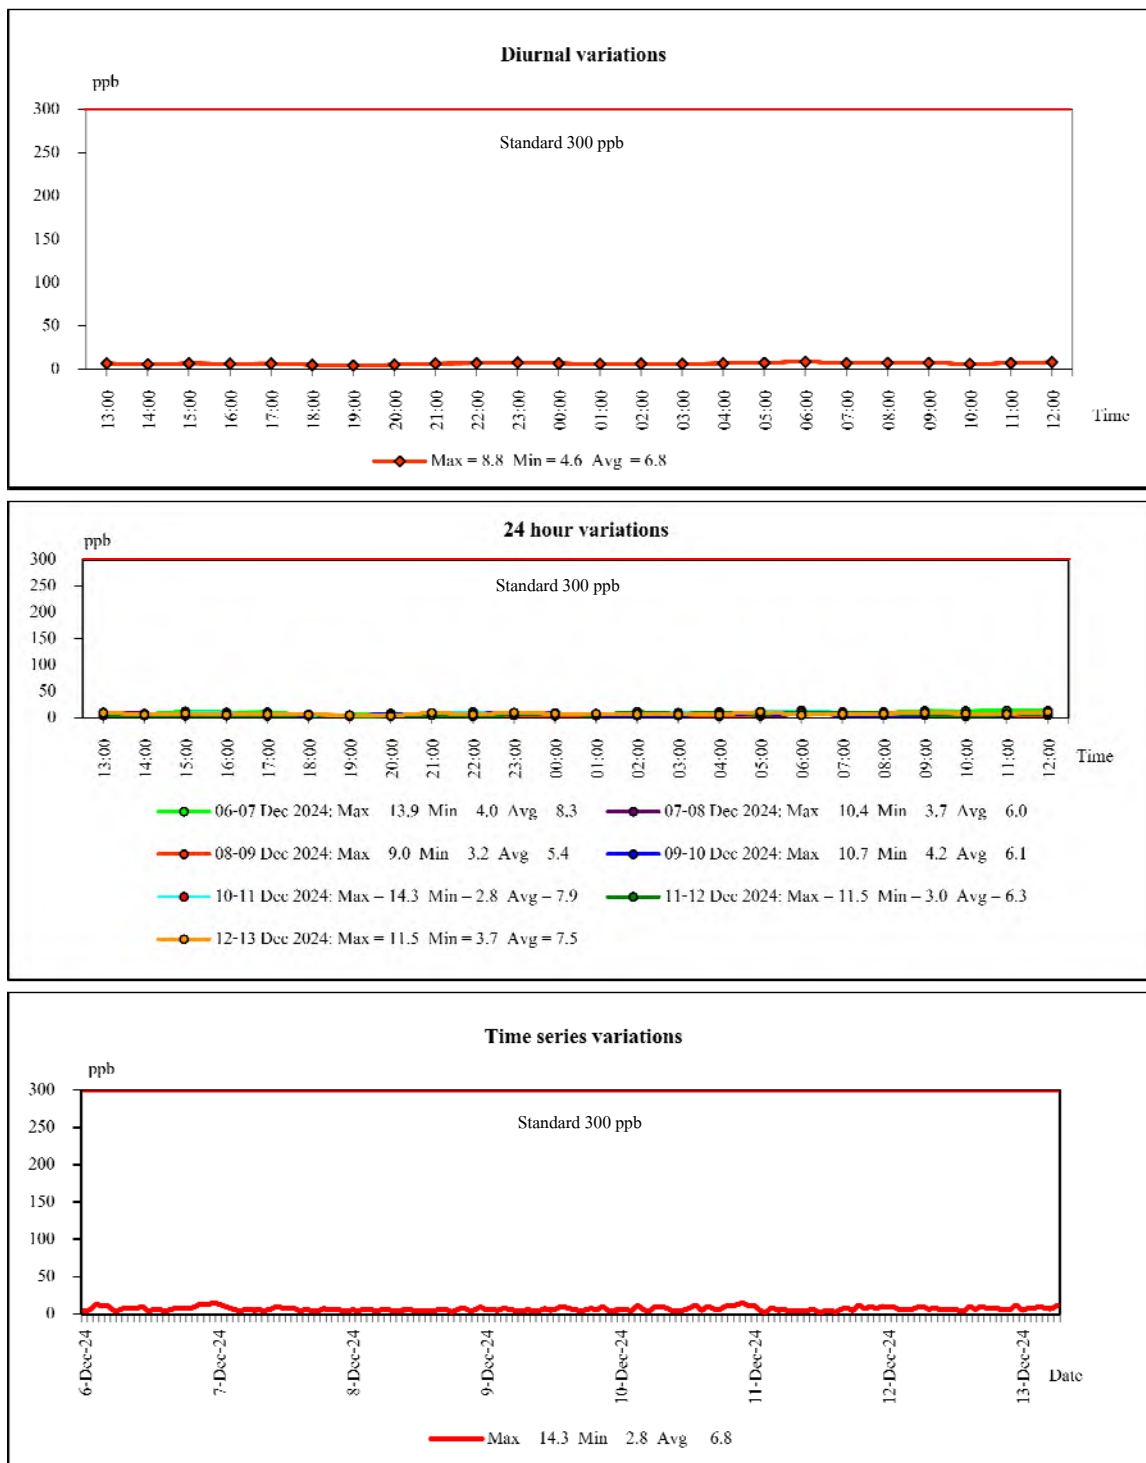 Diurnal variations
ppb
300
Standard 300 ppb
250
200
150
100
50
0
13:00 14:00 15:00 16:00 17:00 18:00 19:00 20:00 21:00 22:00 23:00 00:00 01:00 02:00 03:00 04:00 05:00 06:00 07:00 08:00 09:00 10:00 11:00 12:00
Time
Max = 8.8 Min = 4.6 Avg = 6.8
24 hour variations
ppb
300
Standard 300 ppb
250
200
150
100
50
0
13:00 14:00 15:00 16:00 17:00 18:00 19:00 20:00 21:00 22:00 23:00 00:00 01:00 02:00 03:00 04:00 05:00 06:00 07:00 08:00 09:00 10:00 11:00 12:00
Time
06-07 Dec 2024: Max 13.9 Min 4.0 Avg 8.3
07-08 Dec 2024: Max 10.4 Min 3.7 Avg 6.0
08-09 Dec 2024: Max 9.0 Min 3.2 Avg 5.4
09-10 Dec 2024: Max 10.7 Min 4.2 Avg 6.1
10-11 Dec 2024: Max – 14.3 Min – 2.8 Avg – 7.9
11-12 Dec 2024: Max – 11.5 Min – 3.0 Avg – 6.3
12-13 Dec 2024: Max = 11.5 Min = 3.7 Avg = 7.5
Time series variations
ppb
300
Standard 300 ppb
250
200
150
100
50
0
6-Dec-24 7-Dec-24 8-Dec-24 9-Dec-24 10-Dec-24 11-Dec-24 12-Dec-24 13-Dec-24
Date
Max 14.3 Min 2.8 Avg 6.8